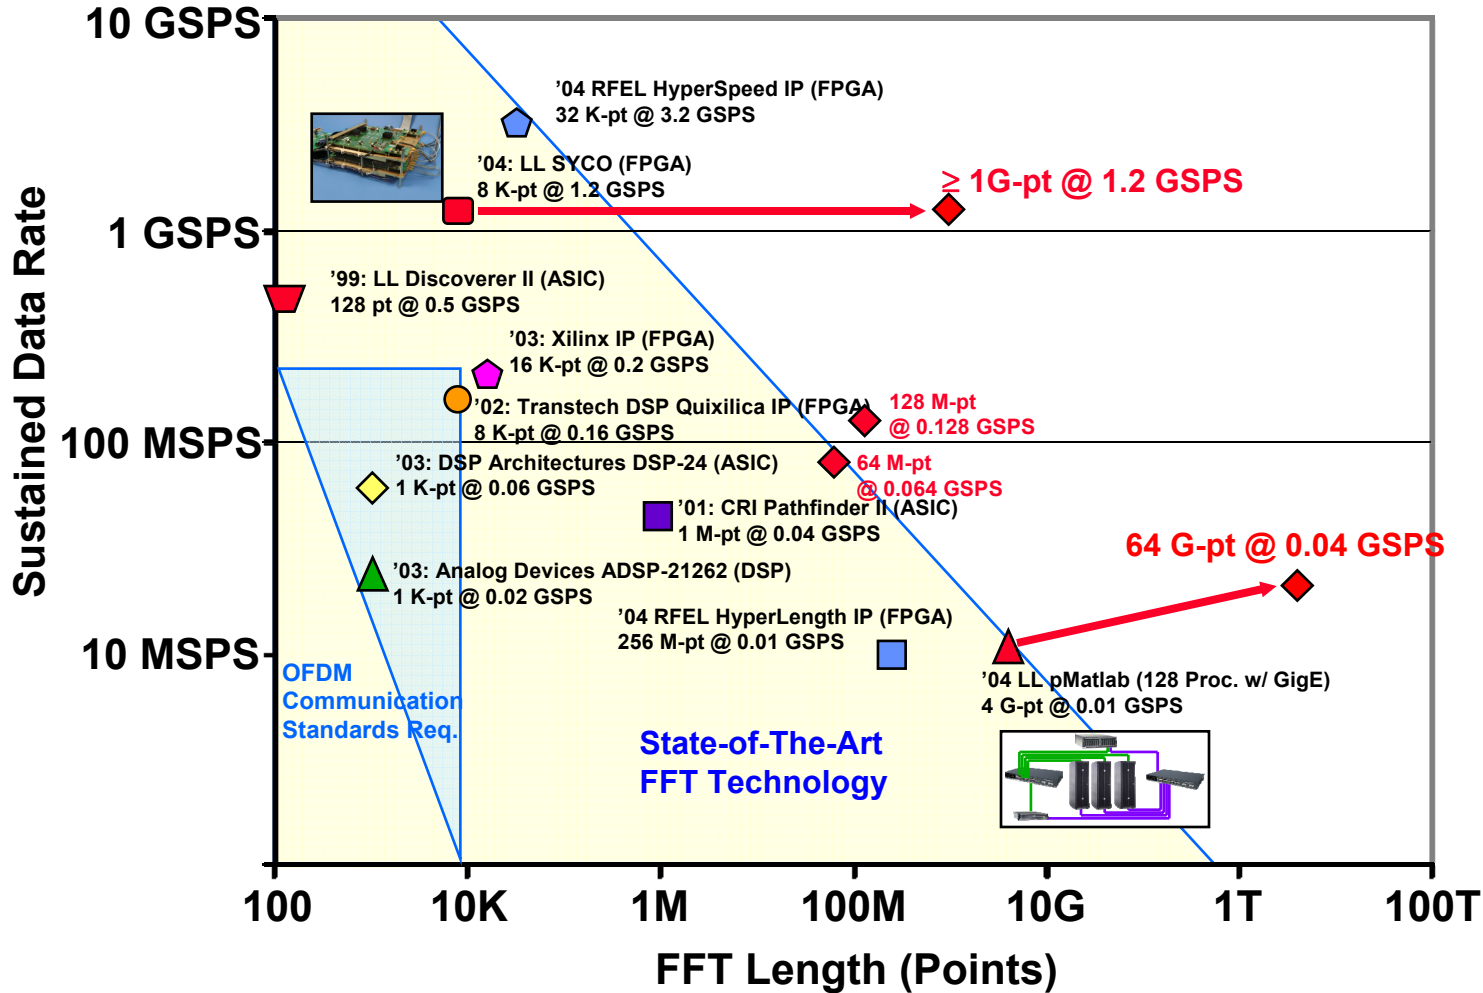 10 GSPS
1 GSPS
100 MSPS
10 MSPS
Sustained Data Rate
’04 RFEL HyperSpeed IP (FPGA)
32 K-pt @ 3.2 GSPS
’04: LL SYCO (FPGA)
8 K-pt @ 1.2 GSPS
≥ 1G-pt @ 1.2 GSPS
’99: LL Discoverer II (ASIC)
128 pt @ 0.5 GSPS
’03: Xilinx IP (FPGA)
16 K-pt @ 0.2 GSPS
’02: Transtech DSP Quixilica IP (FPGA)
8 K-pt @ 0.16 GSPS
128 M-pt
@ 0.128 GSPS
’03: DSP Architectures DSP-24 (ASIC)
1 K-pt @ 0.06 GSPS
64 M-pt
@ 0.064 GSPS
’01: CRI Pathfinder II (ASIC)
1 M-pt @ 0.04 GSPS
64 G-pt @ 0.04 GSPS
’03: Analog Devices ADSP-21262 (DSP)
1 K-pt @ 0.02 GSPS
’04 RFEL HyperLength IP (FPGA)
256 M-pt @ 0.01 GSPS
’04 LL pMatlab (128 Proc. w/ GigE)
4 G-pt @ 0.01 GSPS
OFDM
Communication
Standards Req.
State-of-The-Art
FFT Technology
100
10K
1M
100M
10G
1T
100T
FFT Length (Points)